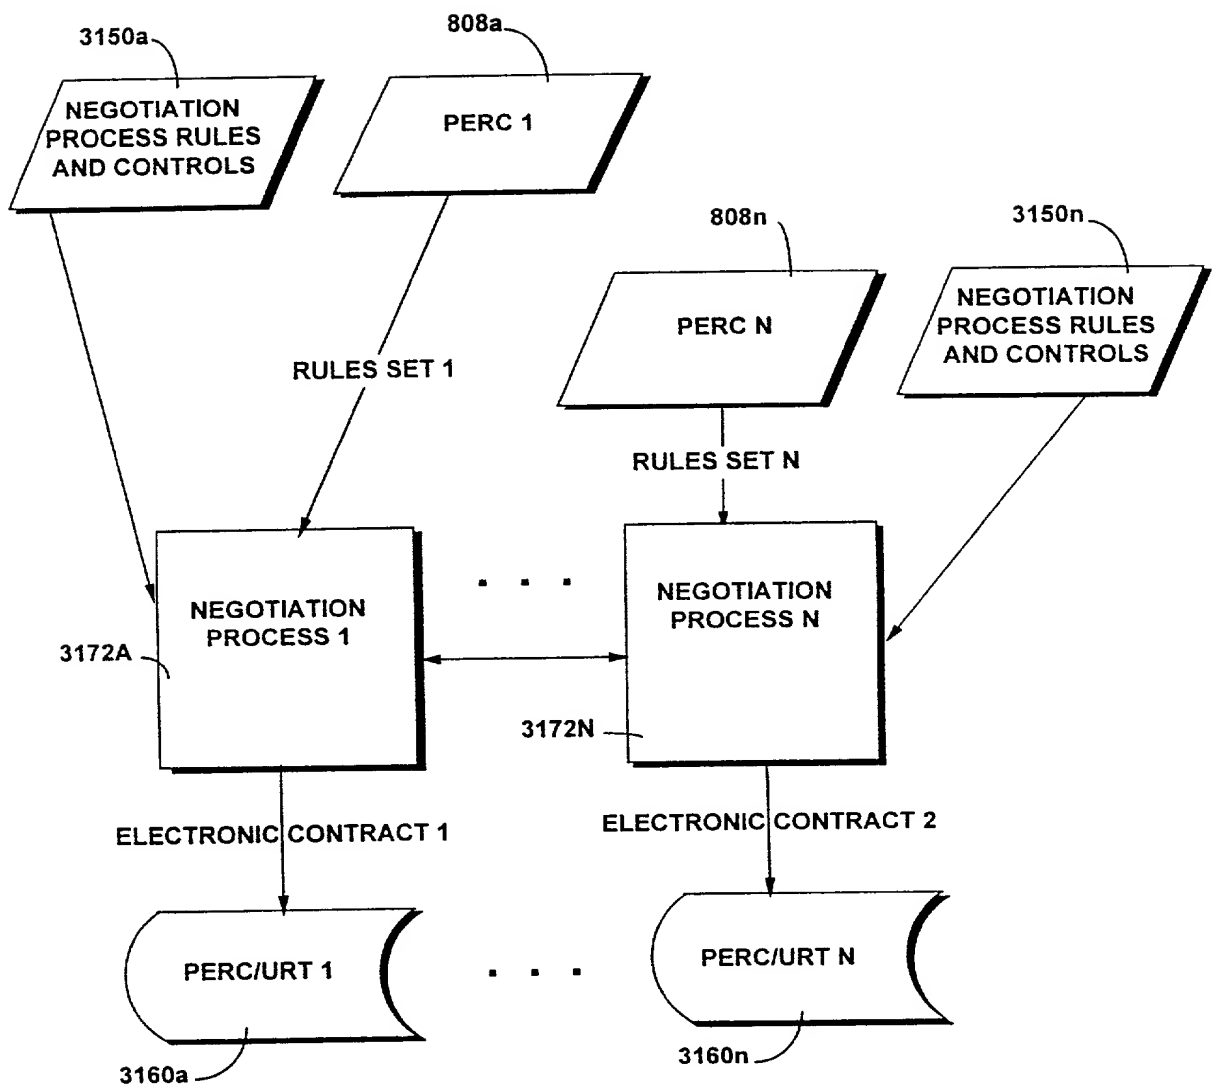 3150a
808a
NEGOTIATION
PROCESS RULES
AND CONTROLS
PERC 1
808n
3150n
PERC N
NEGOTIATION
PROCESS RULES
AND CONTROLS
RULES SET 1
RULES SET N
NEGOTIATION
PROCESS 1
NEGOTIATION
PROCESS N
3172A
3172N
ELECTRONIC CONTRACT 1
ELECTRONIC CONTRACT 2
PERC/URT 1
PERC/URT N
3160a
3160n